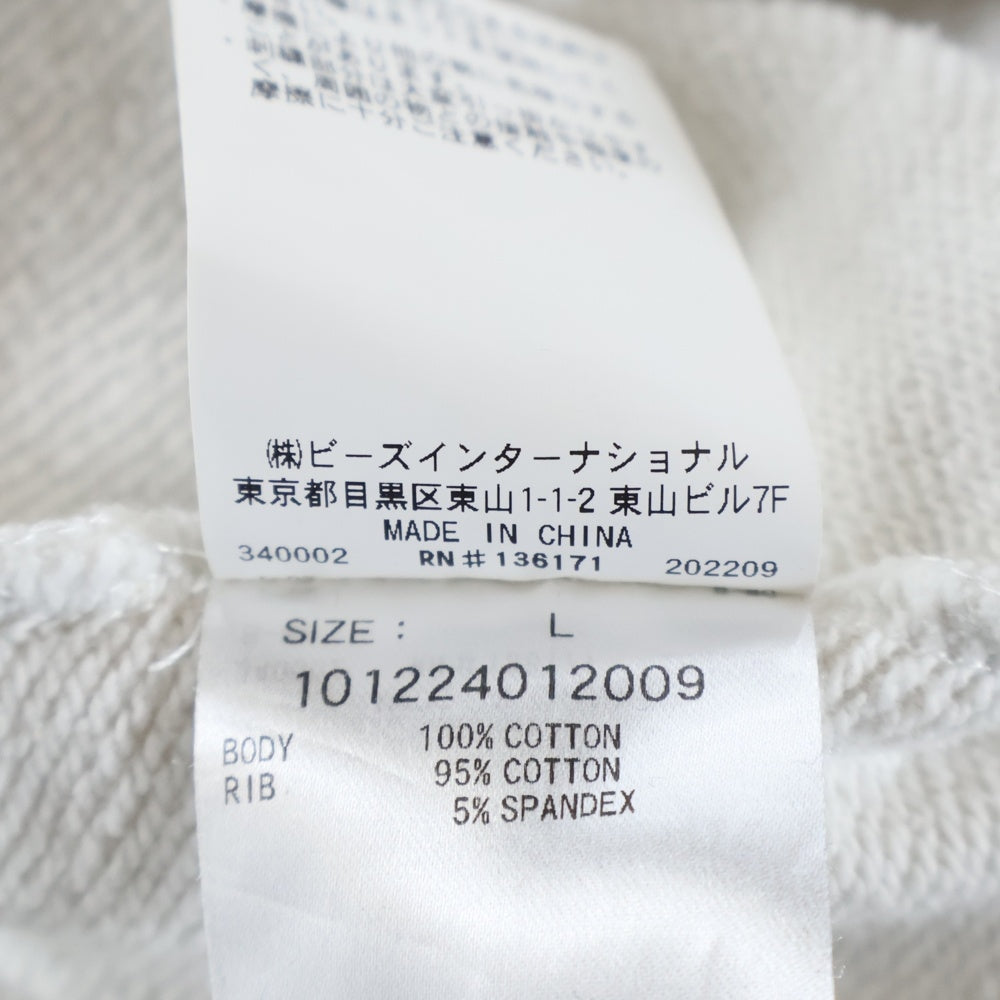 ㈱ビーズインターナショナル
東京都目黒区東山1-1-2 東山ビル7F
MADE IN CHINA
340002 RN#136171 202209
SIZE : L
101224012009
BODY 100% COTTON
RIB 95% COTTON
5% SPANDEX